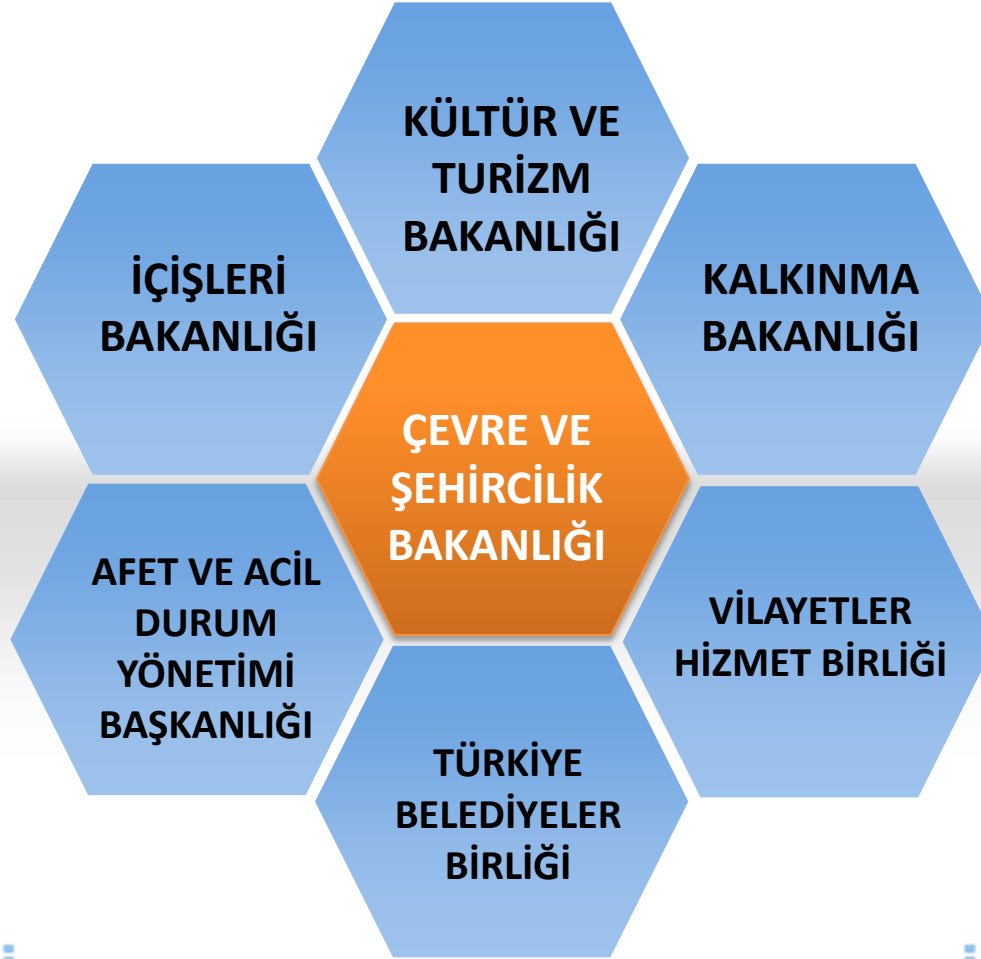 KÜLTÜR VE
TURİZM
BAKANLIĞI
İÇİŞLERİ
BAKANLIĞI
KALKINMA
BAKANLIĞI
ÇEVRE VE
ŞEHİRCİLİK
BAKANLIĞI
AFET VE ACİL
DURUM
YÖNETİMİ
BAŞKANLIĞI
VİLAYETLER
HİZMET BİRLİĞİ
TÜRKİYE
BELEDİYELER
BİRLİĞİ